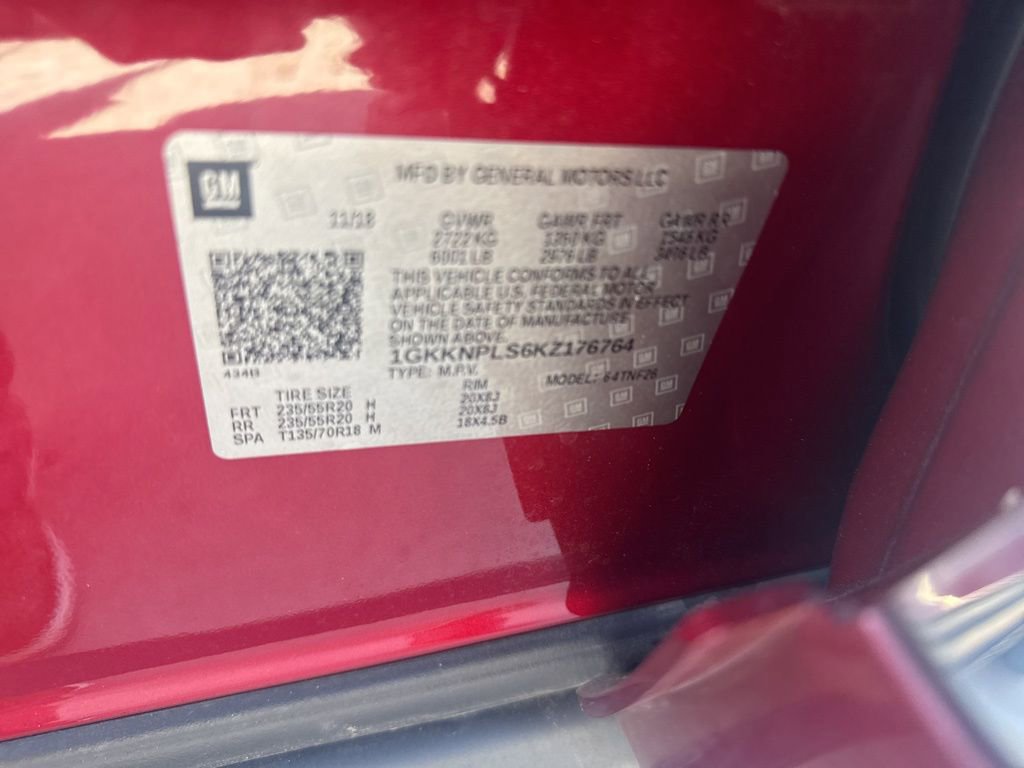 GM
MFD BY GENERAL MOTORS LLC
11/18 GVWR GAWR FRT GAWR RR
2722 KG KG KG
6001 LB LB LB
THIS VEHICLE CONFORMS TO ALL
APPLICABLE U.S. FEDERAL MOTOR
VEHICLE SAFETY STANDARDS IN EFFECT
ON THE DATE OF MANUFACTURE
SHOWN ABOVE.
1GKKNPLS6KZ176764
TYPE: M.P.V. MODEL: 64TNF26
TIRE SIZE RIM
FRT 235/55R20 H 20X8J
RR 235/55R20 H 20X8J
SPA T135/70R18 M 18X4.5B